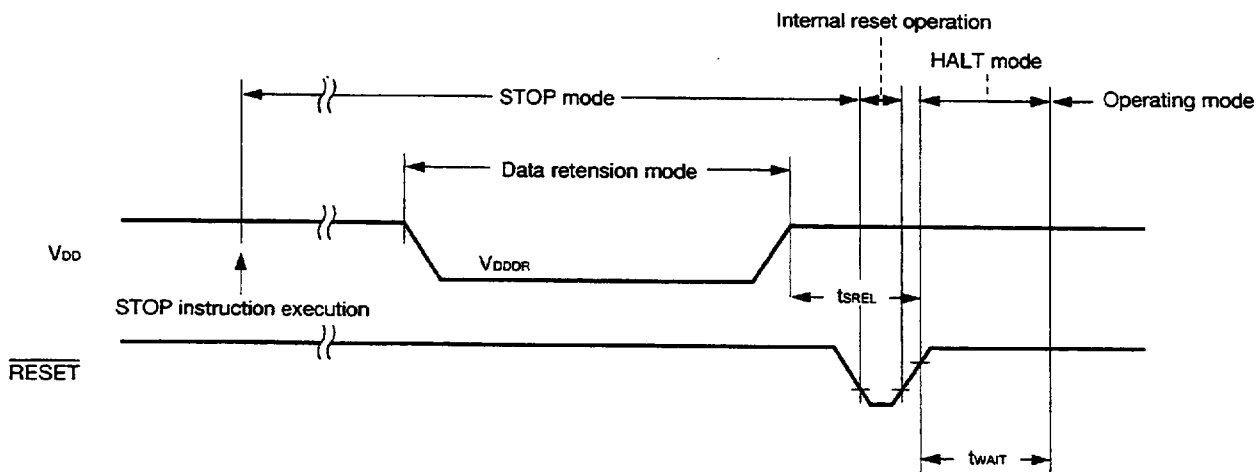 Internal reset operation
HALT mode
STOP mode
Operating mode
Data retension mode
VDD
VDDDR
tSREL
STOP instruction execution
RESET
tWAIT